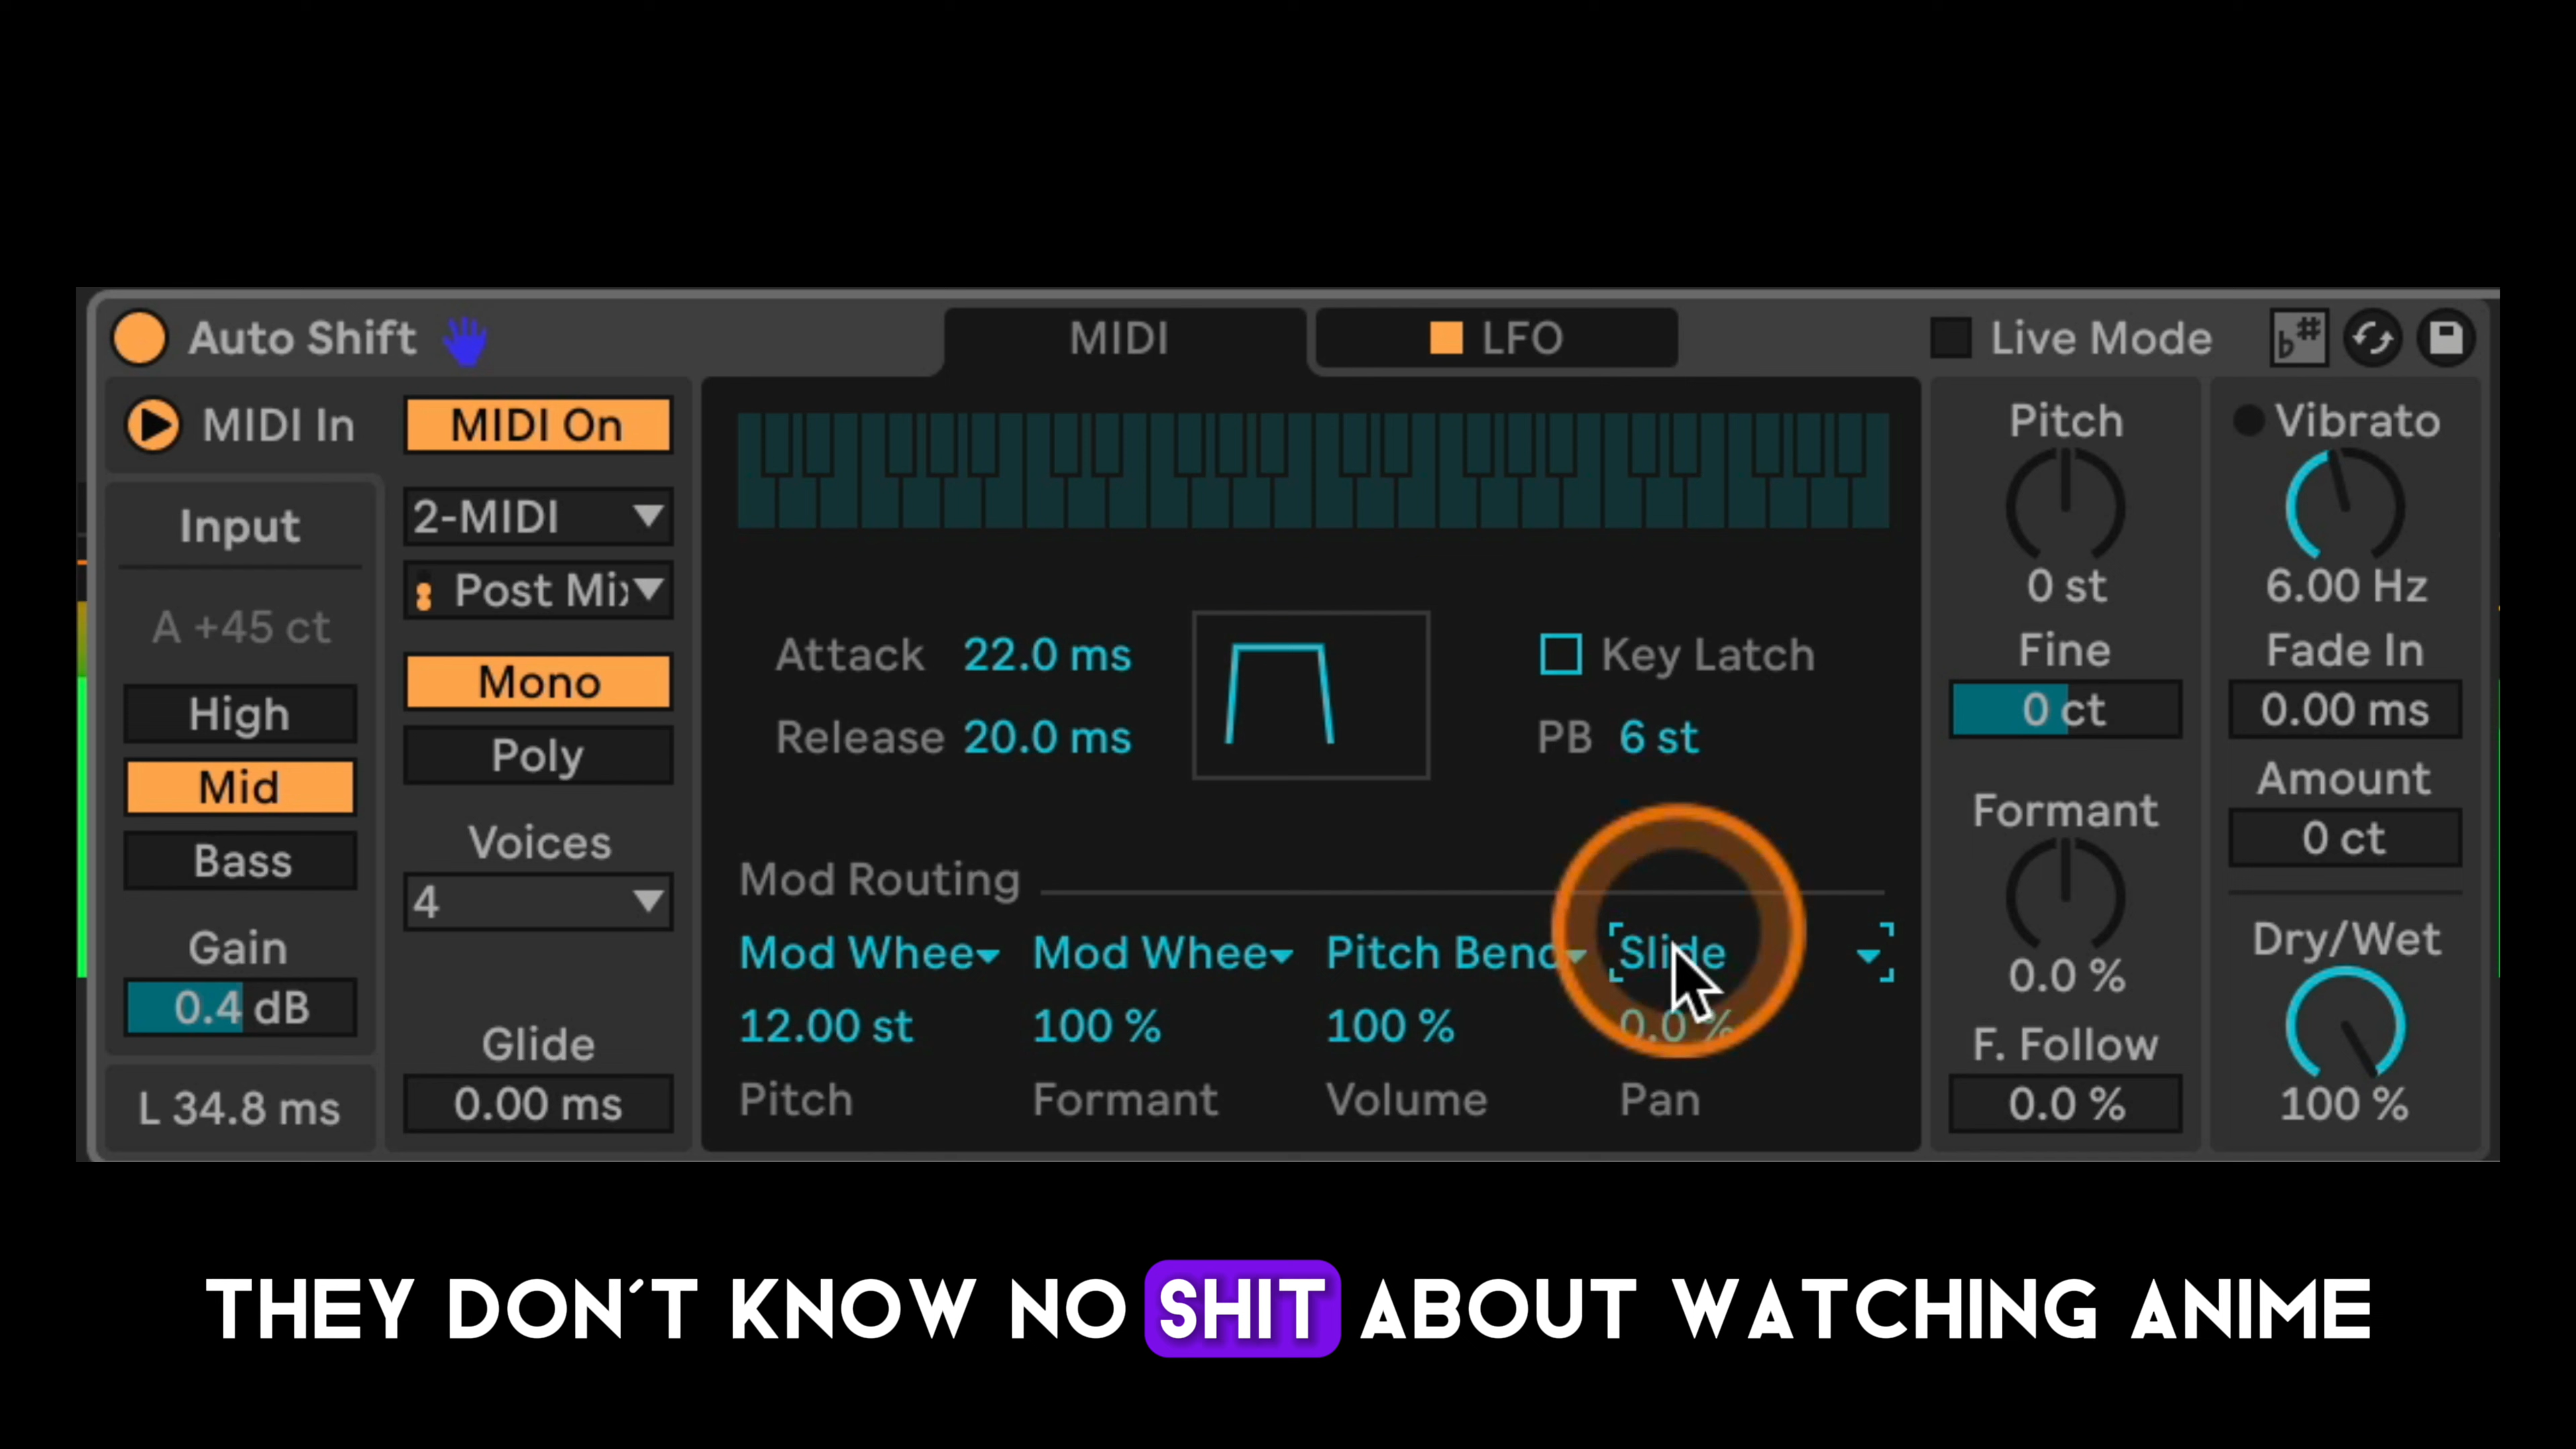 Auto Shift
MIDI
LFO
Live Mode
b#
MIDI In
MIDI On
Pitch
Vibrato
2-MIDI
Input
Post Mix
A +45 ct
0 st
6.00 Hz
Attack 22.0 ms
Key Latch
Fine
Fade In
High
Mono
0 ct
0.00 ms
Release 20.0 ms
PB 6 st
Poly
Mid
Amount
Formant
Bass
Voices
0 ct
Mod Routing
4
Gain
Mod Whee
Mod Whee
Pitch Bend
Slide
Dry/Wet
0.0 %
0.4 dB
12.00 st
100 %
100 %
0.0 %
Glide
F. Follow
L 34.8 ms
0.00 ms
Pitch
Formant
Volume
Pan
0.0 %
100 %
THEY DON'T KNOW NO SHIT ABOUT WATCHING ANIME